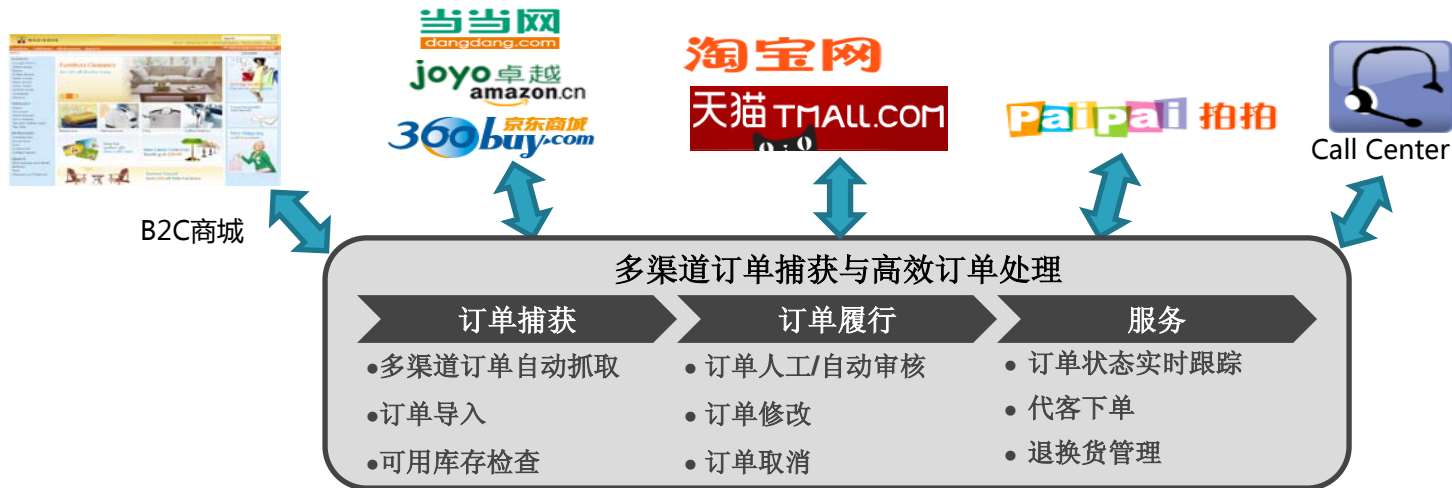 当当网
dangdang.com
joyo 卓越
amazon.cn
360buy.com 京东商城
淘宝网
天猫 TMALL.COM
PaiPai 拍拍
Call Center
Furniture Cleaners
B2C商城
多渠道订单捕获与高效订单处理
订单捕获
订单履行
服务
•多渠道订单自动抓取
•订单导入
•可用库存检查
• 订单人工/自动审核
• 订单修改
• 订单取消
• 订单状态实时跟踪
• 代客下单
• 退换货管理